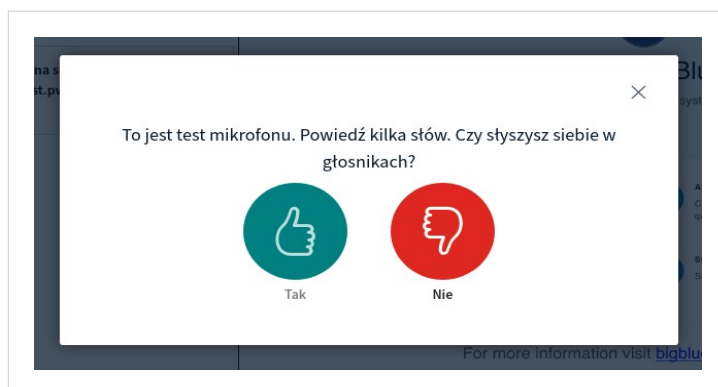 To jest test mikrofonu. Powiedź kilka słów. Czy słyszysz siebie w
głosnikach?
Tak
Nie
For more information visit bigblu